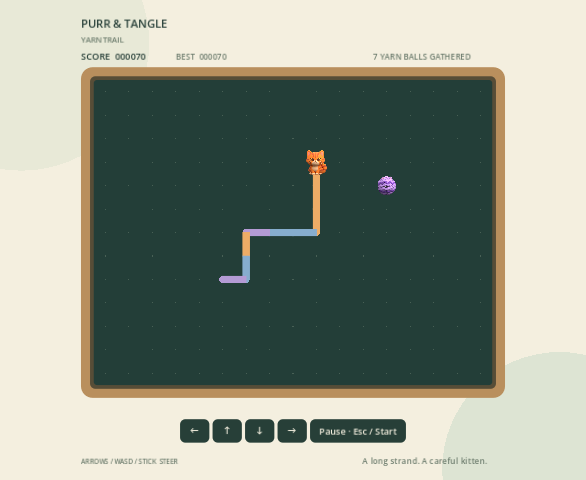 PURR & TANGLE
YARN TRAIL
SCORE 000070 BEST 000070 7 YARN BALLS GATHERED
← ↑ ↓ → Pause · Esc / Start
ARROWS / WASD / STICK STEER A long strand. A careful kitten.